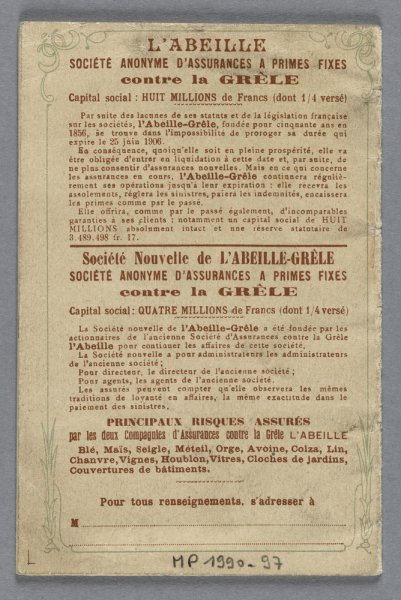 L'ABEILLE
SOCIÉTÉ ANONYME D'ASSURANCES A PRIMES FIXES
contre la GRÊLE
Capital social : HUIT MILLIONS de Francs (dont 1/4 versé)
Par suite des lacunes de ses statuts et de la législation française
sur les sociétés, l'Abeille-Grêle, fondée pour cinquante ans en
1856, se trouve dans l'impossibilité de proroger sa durée qui
expire le 25 juin 1906.
En conséquence, quoiqu'elle soit en pleine prospérité, elle va
être obligée d'entrer en liquidation à cette date et, par suite, de
ne plus consentir d'assurances nouvelles. Mais en ce qui concerne
les assurances en cours, l'Abeille-Grêle continuera réguliè-
rement ses opérations jusqu'à leur expiration : elle recevra les
assolements, réglera les sinistres, paiera les indemnités, encaissera
les primes comme par le passé.
Elle offrira, comme par le passé également, d'incomparables
garanties à ses clients ; notamment un capital social de HUIT
MILLIONS absolument intact et une réserve statutaire de
3.489.498 fr. 17.
Société Nouvelle de L'ABEILLE-GRÊLE
SOCIÉTÉ ANONYME D'ASSURANCES A PRIMES FIXES
contre la GRÊLE
Capital social : QUATRE MILLIONS de Francs (dont 1/4 versé)
La Société nouvelle de l'Abeille-Grêle a été fondée par les
actionnaires de l'ancienne Société d'Assurances contre la Grêle
l'Abeille pour continuer les affaires de cette société.
La Société nouvelle a pour administrateurs les administrateurs
de l'ancienne société ;
Pour directeur, le directeur de l'ancienne société ;
Pour agents, les agents de l'ancienne société.
Les assurés peuvent compter qu'elle observera les mêmes
traditions de loyauté en affaires, la même exactitude dans le
paiement des sinistres.
PRINCIPAUX RISQUES ASSURÉS
par les deux Compagnies d'Assurances contre la Grêle L'ABEILLE
Blé, Maïs, Seigle, Méteil, Orge, Avoine, Colza, Lin,
Chanvre, Vignes, Houblon, Vitres, Cloches de jardins,
Couvertures de bâtiments.
Pour tous renseignements, s'adresser à
M
MP 1990-97